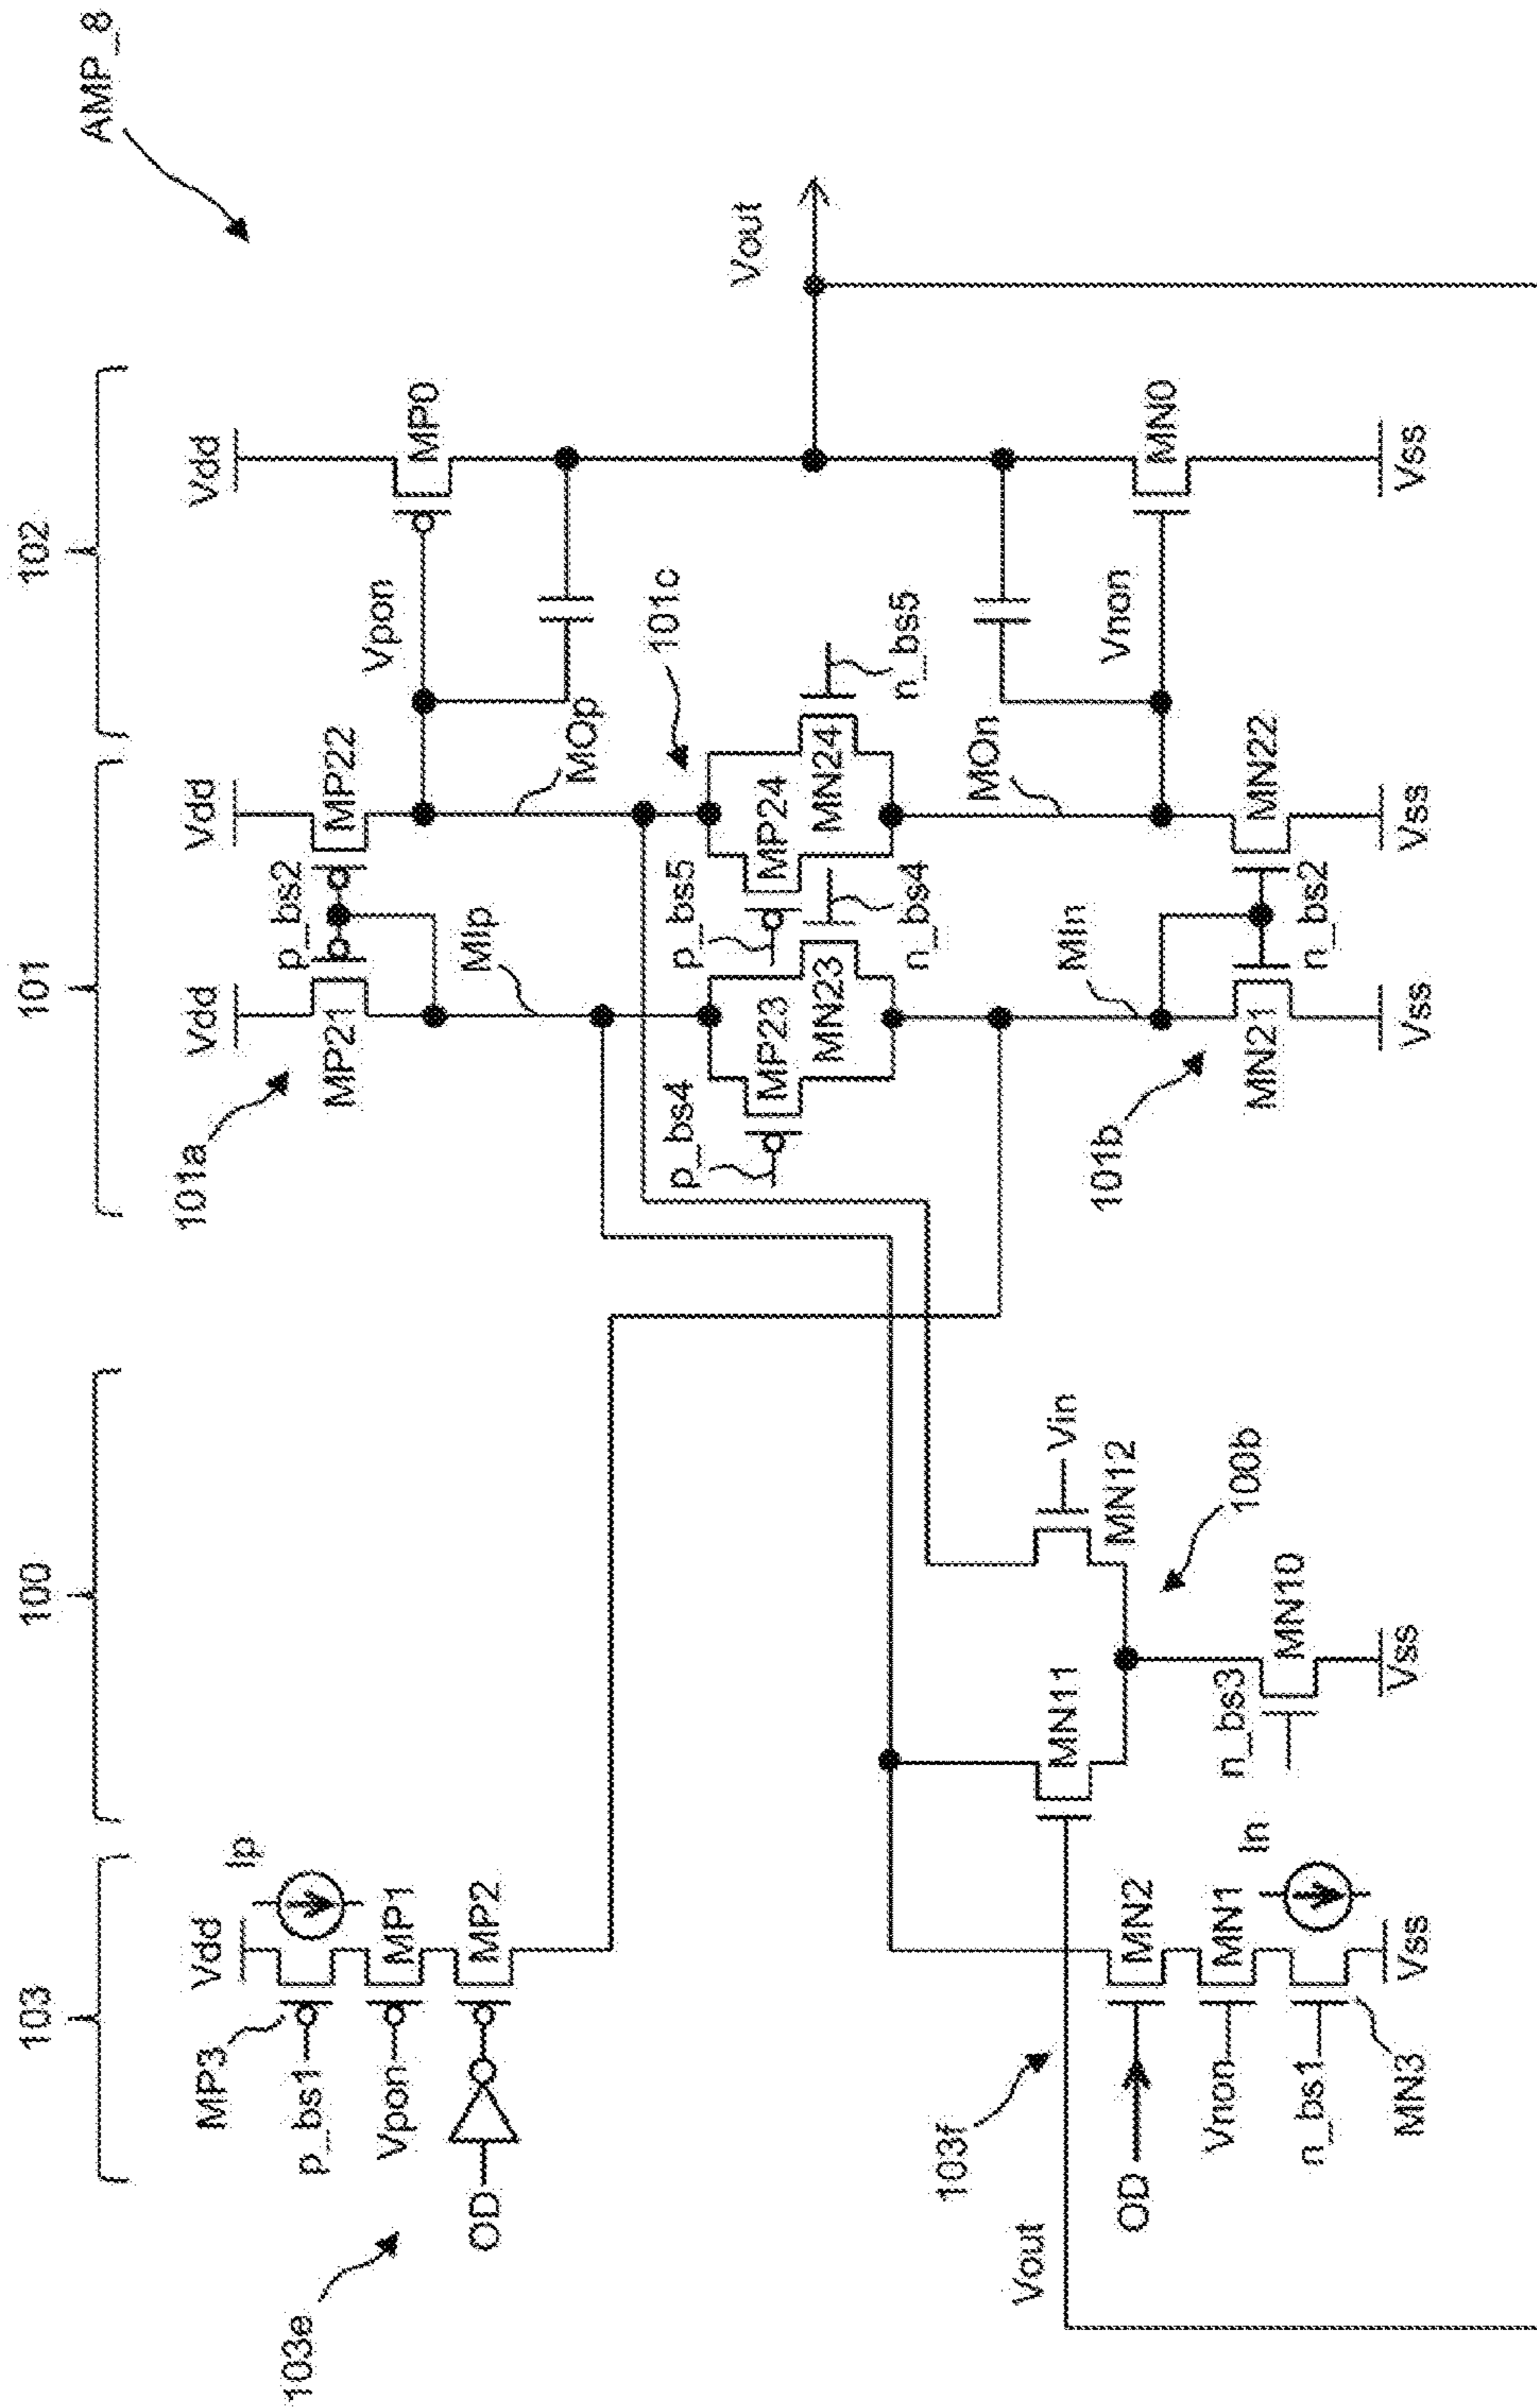 AMP_8
103
100
101
102
Vdd
Ip
MP3
p_bs1
Vpon
MP1
MP2
OD
103e
101a
Vdd
Vdd
p_bs2
MP21
MP22
MIp
MOp
Vdd
MP0
Vpon
Vout
101c
p_bs4
MP23
MN23
n_bs4
p_bs5
MP24
MN24
n_bs5
Vnon
MN0
Vss
MIn
MOn
101b
MN21
n_bs2
MN22
Vss
Vss
Vout
103f
OD
MN2
Vnon
MN1
In
n_bs1
MN3
Vss
MN11
Vin
MN12
n_bs3
MN10
100b
Vss